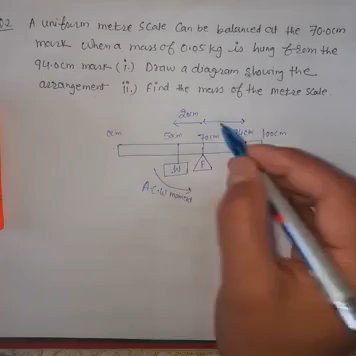 Q2 A uniform metre scale can be balanced at the 70.0cm
mark when a mass of 0.05 kg is hung from the
94.0cm mark (i.) Draw a diagram showing the
arrangement ii.) Find the mass of the metre scale
20cm
0cm 50cm 70cm 100cm
W F
A.C.W moment